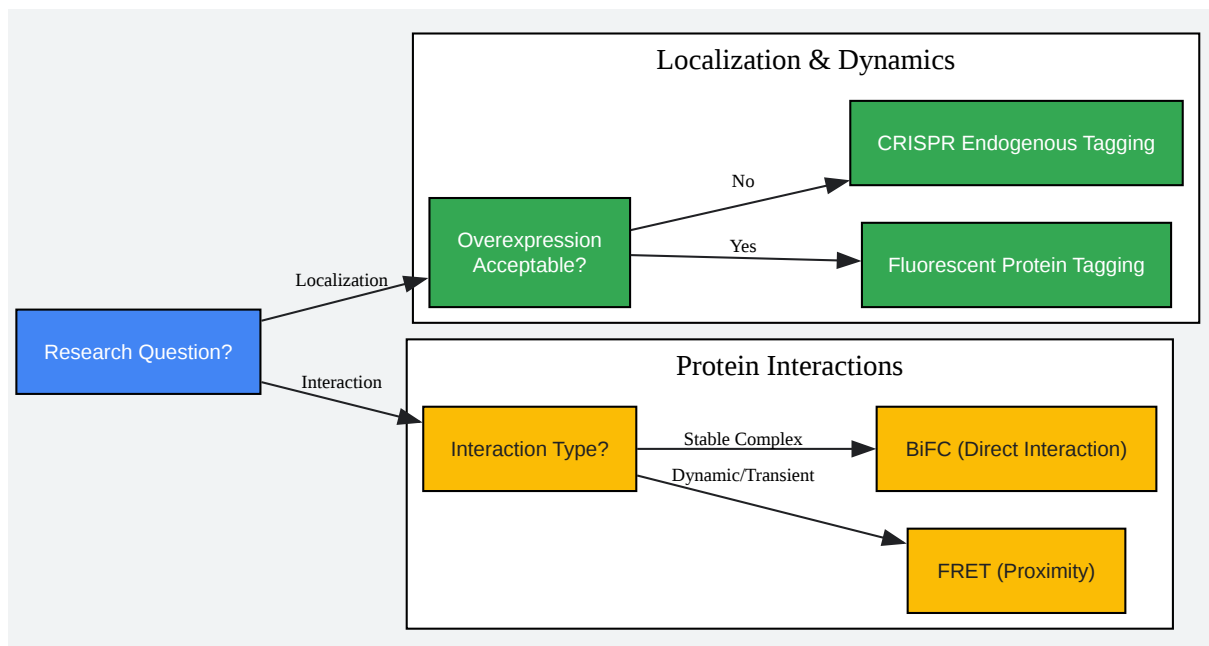 Localization & Dynamics
CRISPR Endogenous Tagging
No
Overexpression
Acceptable?
Yes
Fluorescent Protein Tagging
Localization
Research Question?
Interaction
Protein Interactions
Interaction Type?
Stable Complex
BiFC (Direct Interaction)
Dynamic/Transient
FRET (Proximity)